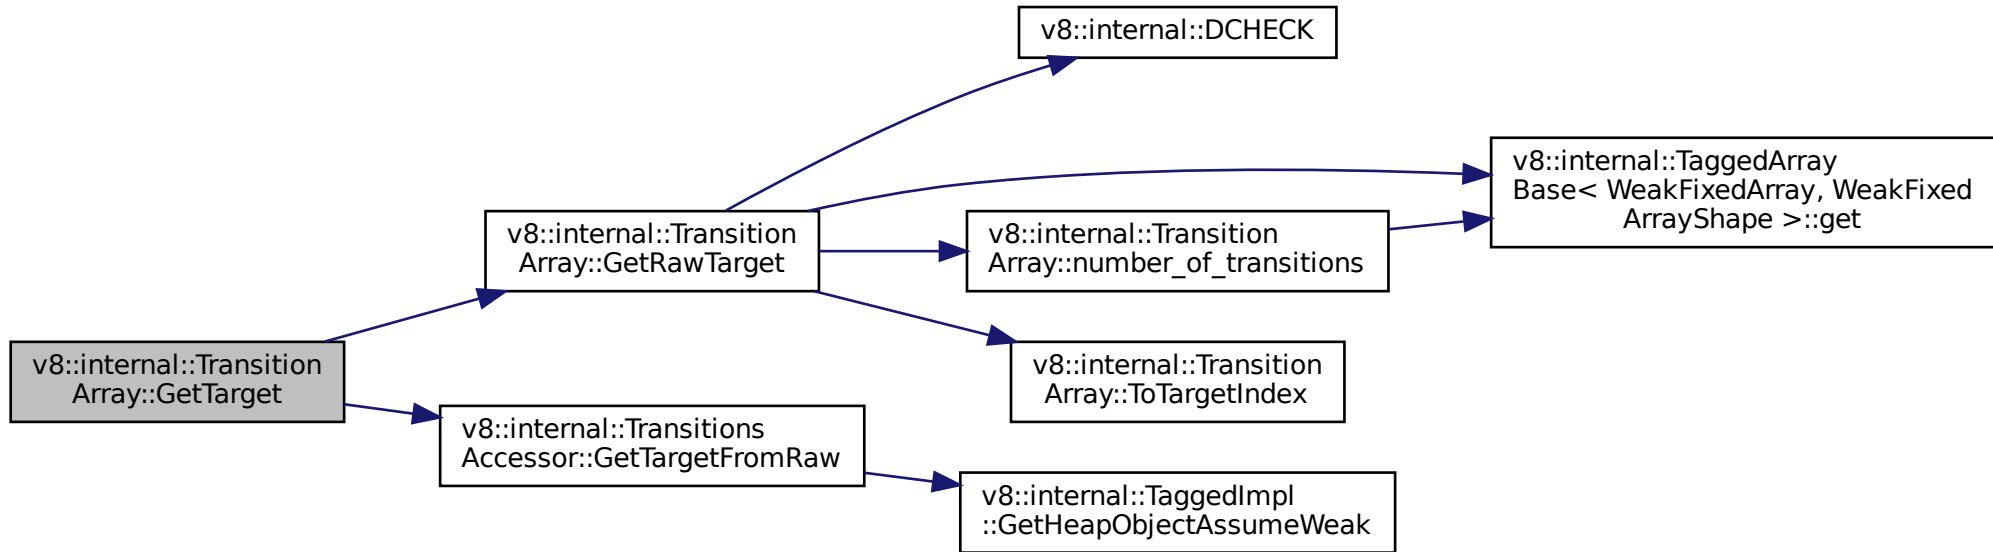 v8::internal::DCHECK
v8::internal::TaggedArray
Base< WeakFixedArray, WeakFixed
ArrayShape >::get
v8::internal::Transition
Array::GetRawTarget
v8::internal::Transition
Array::number_of_transitions
v8::internal::Transition
Array::GetTarget
v8::internal::Transition
Array::ToTargetIndex
v8::internal::Transitions
Accessor::GetTargetFromRaw
v8::internal::TaggedImpl
::GetHeapObjectAssumeWeak